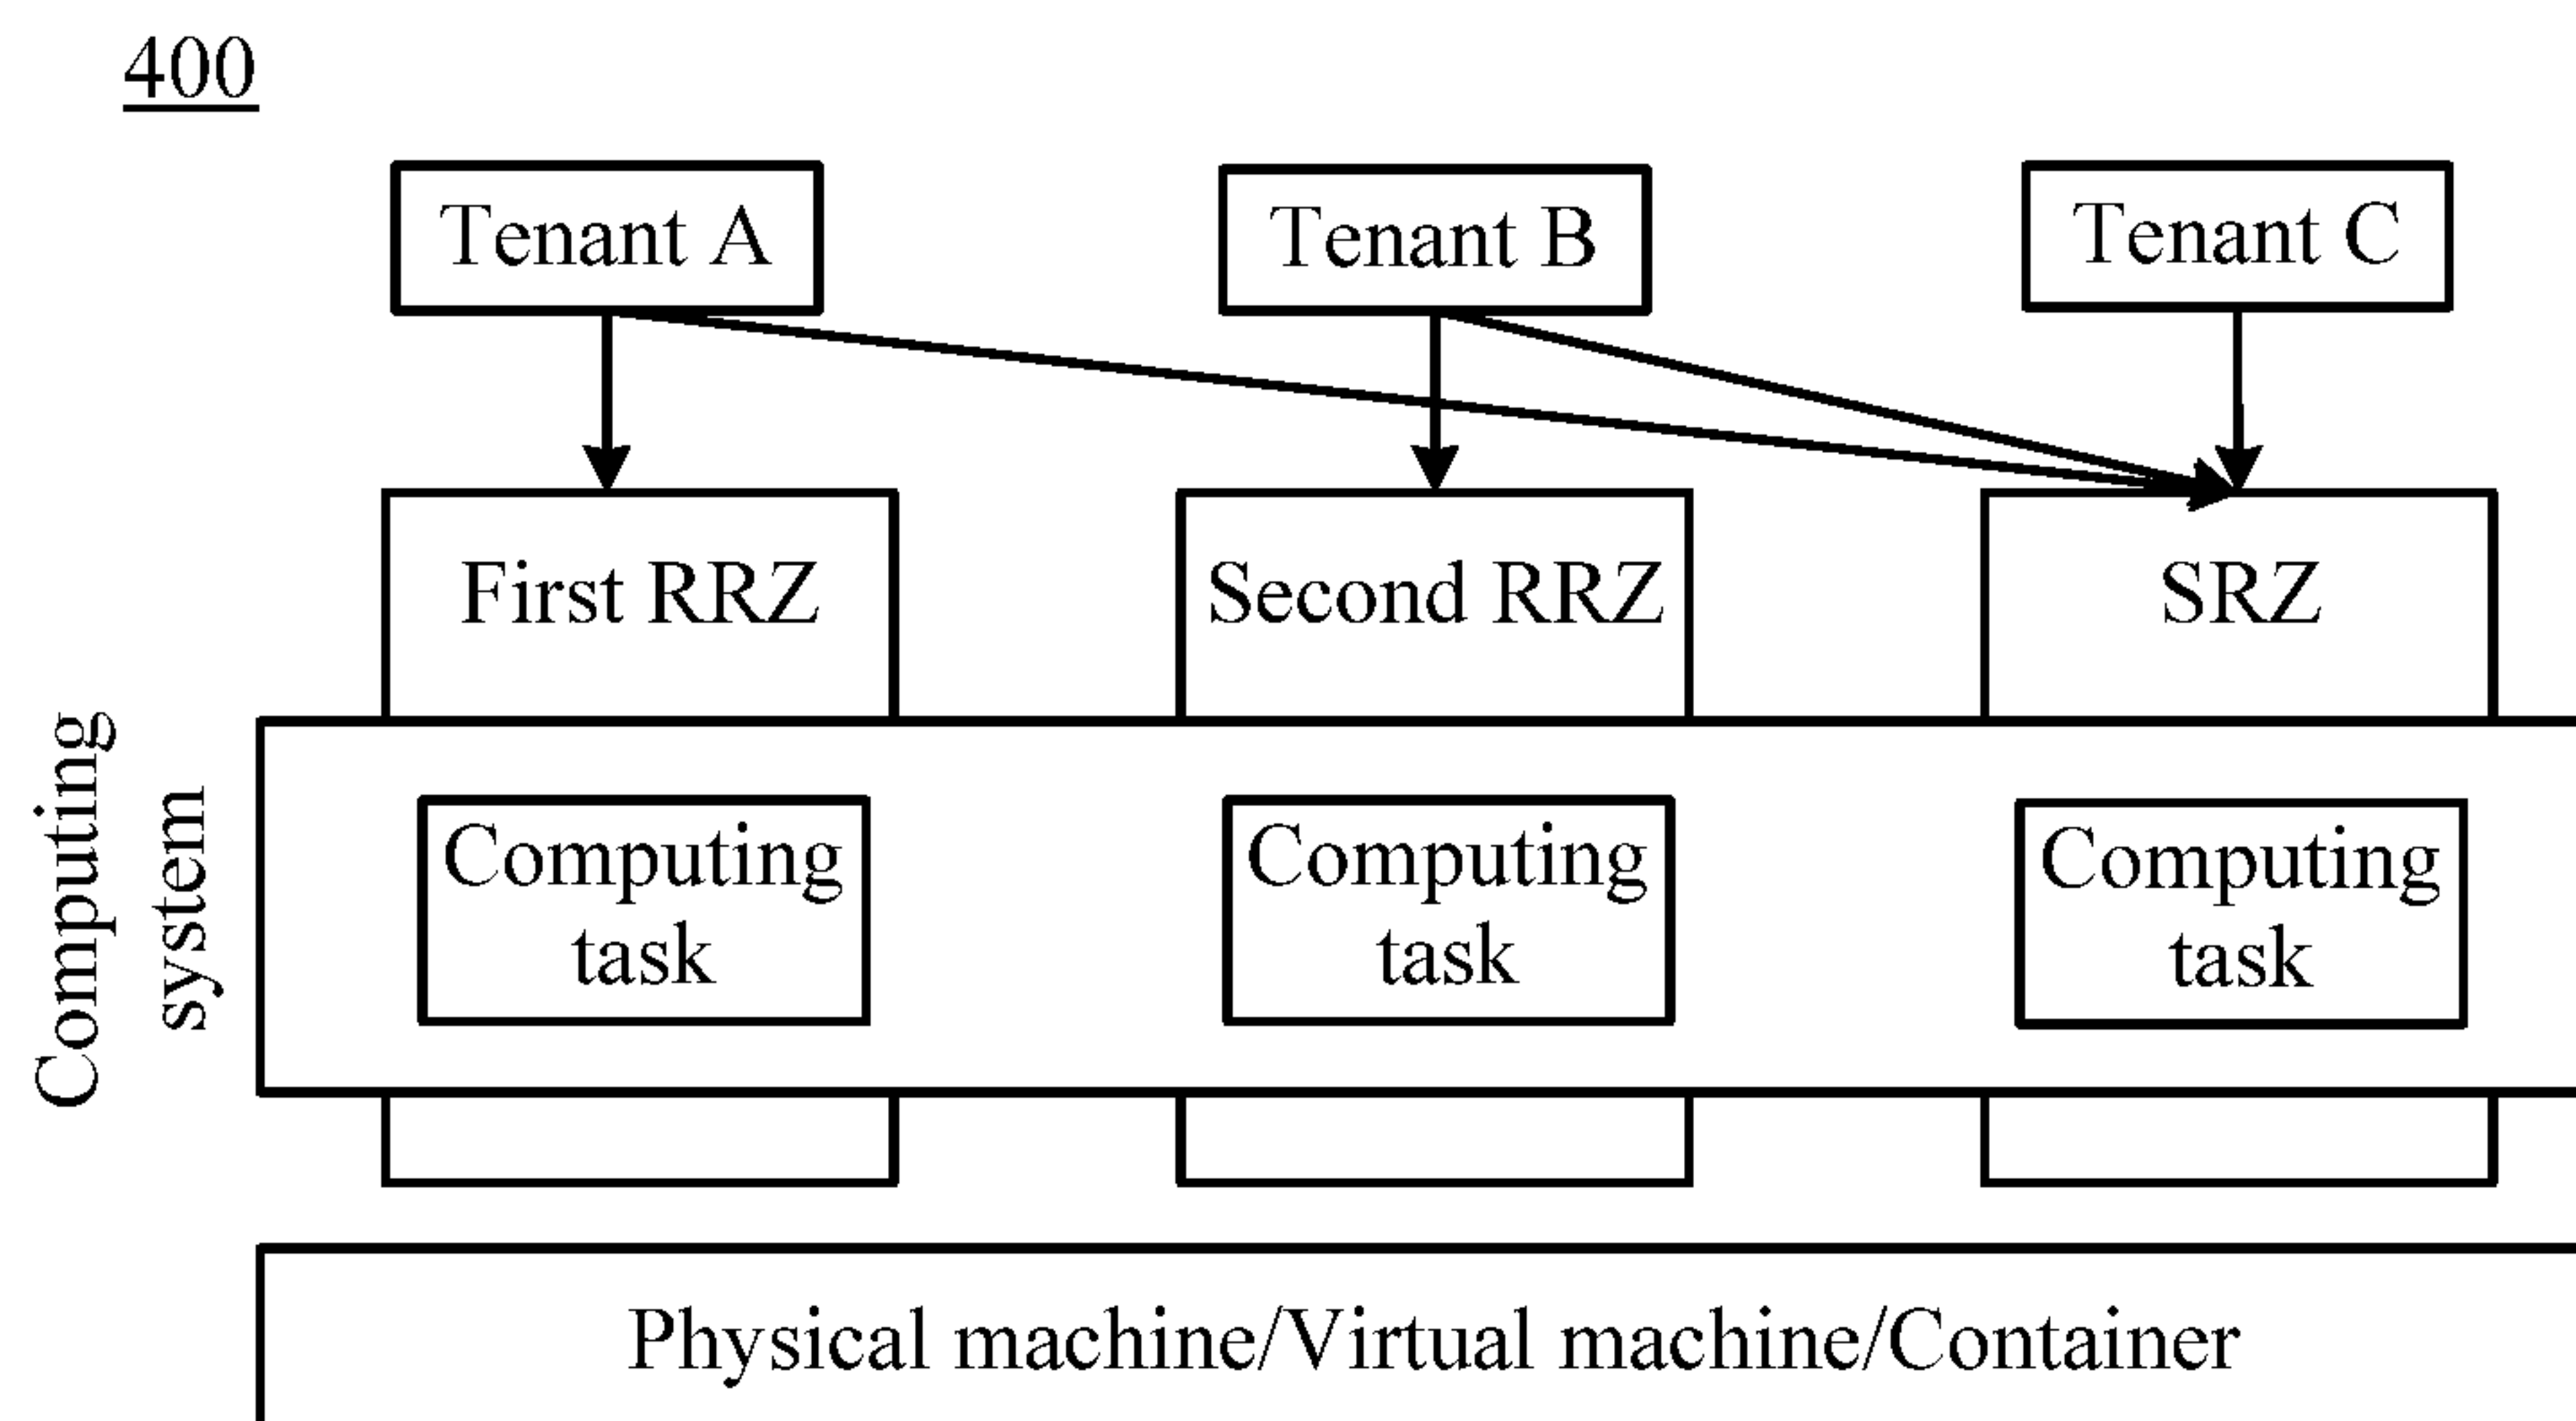 400
Tenant A
Tenant B
Tenant C
First RRZ
Second RRZ
SRZ
Computing
system
Computing
task
Computing
task
Computing
task
Physical machine/Virtual machine/Container